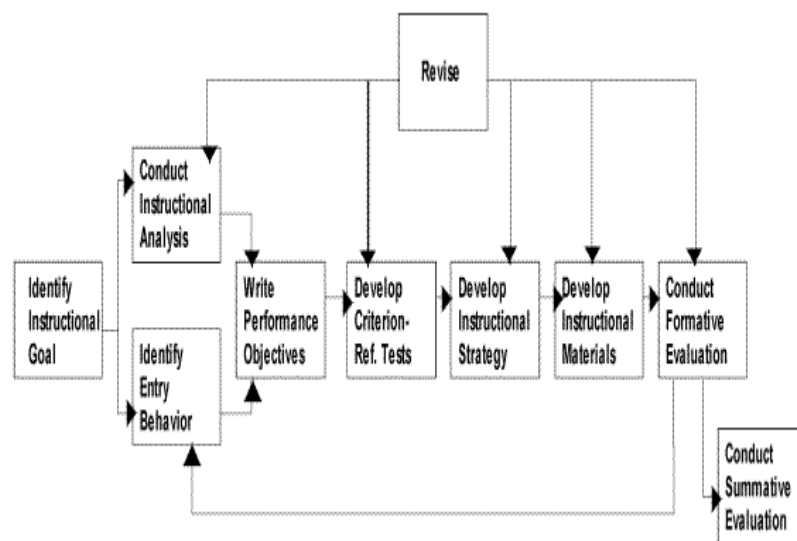 Revise
Conduct
Instructional
Analysis
Identify
Instructional
Goal
Identify
Entry
Behavior
Write
Performance
Objectives
Develop
Criterion-
Ref. Tests
Develop
Instructional
Strategy
Develop
Instructional
Materials
Conduct
Formative
Evaluation
Conduct
Summative
Evaluation